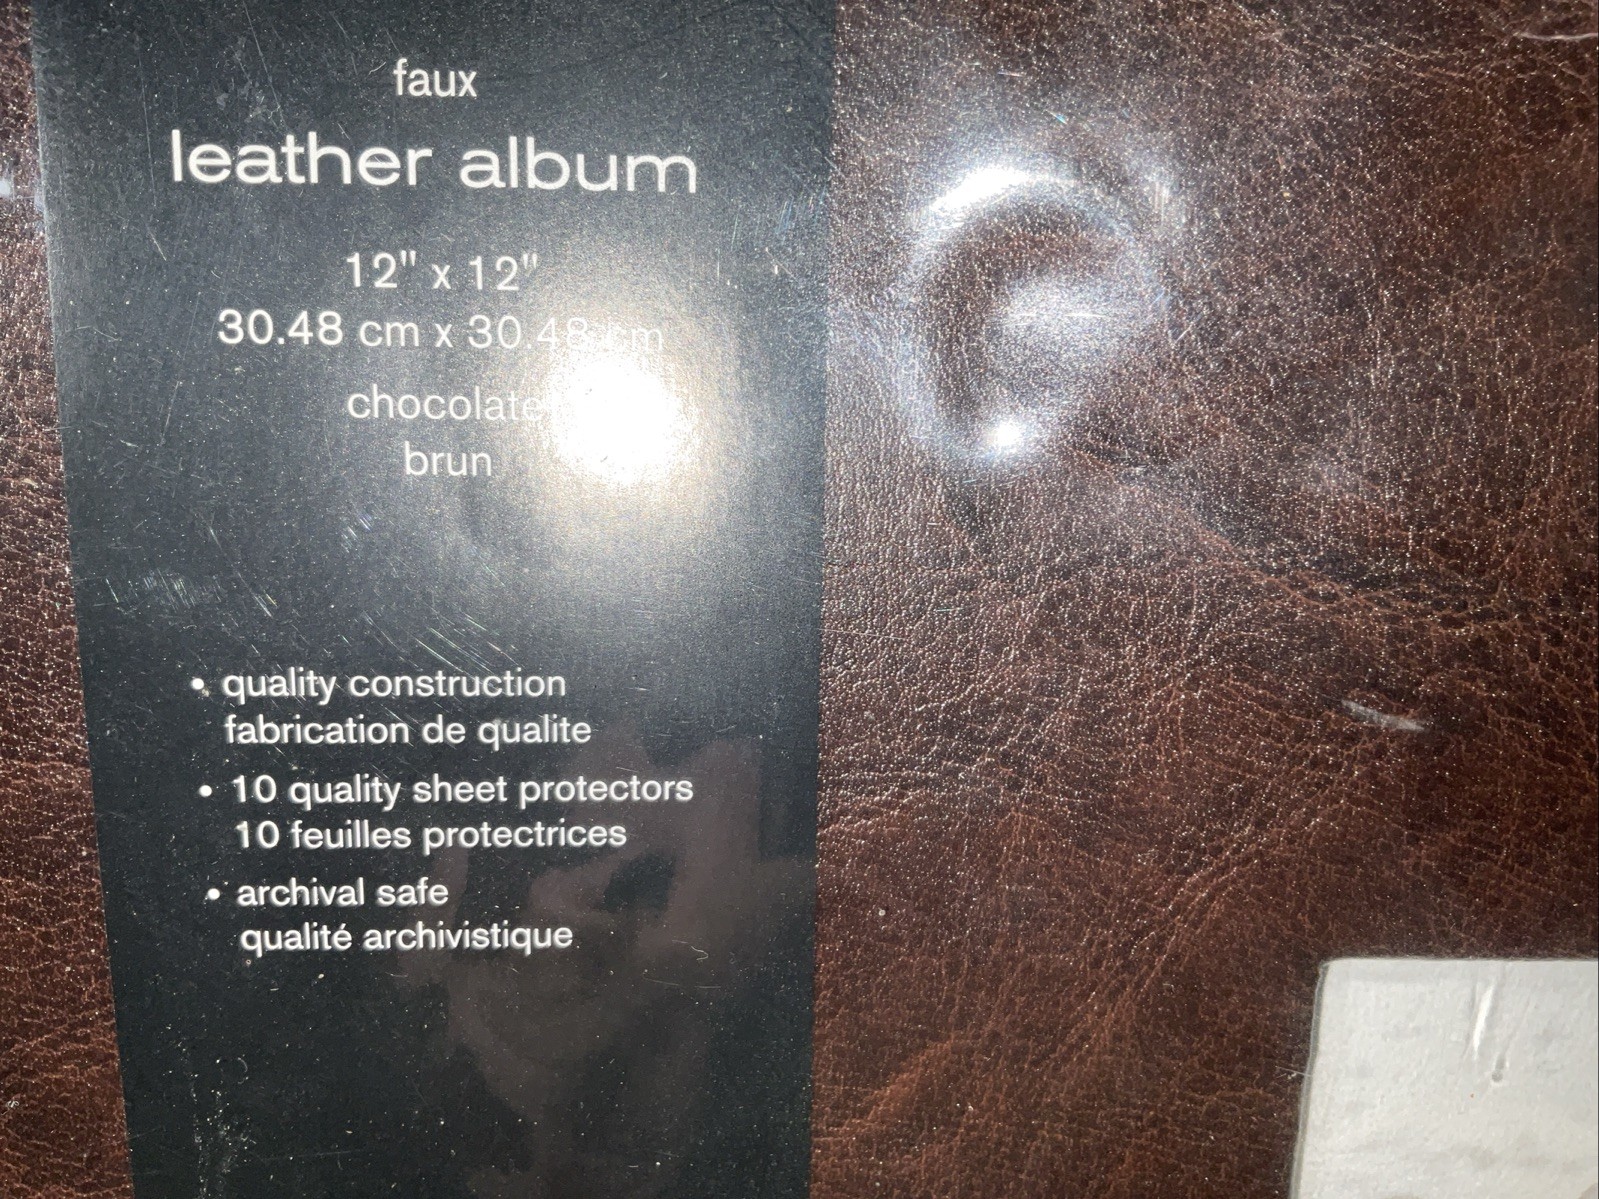 faux
leather album
12" x 12"
30.48 cm x 30.48 cm
chocolate
brun
• quality construction
fabrication de qualite
• 10 quality sheet protectors
10 feuilles protectrices
• archival safe
qualité archivistique